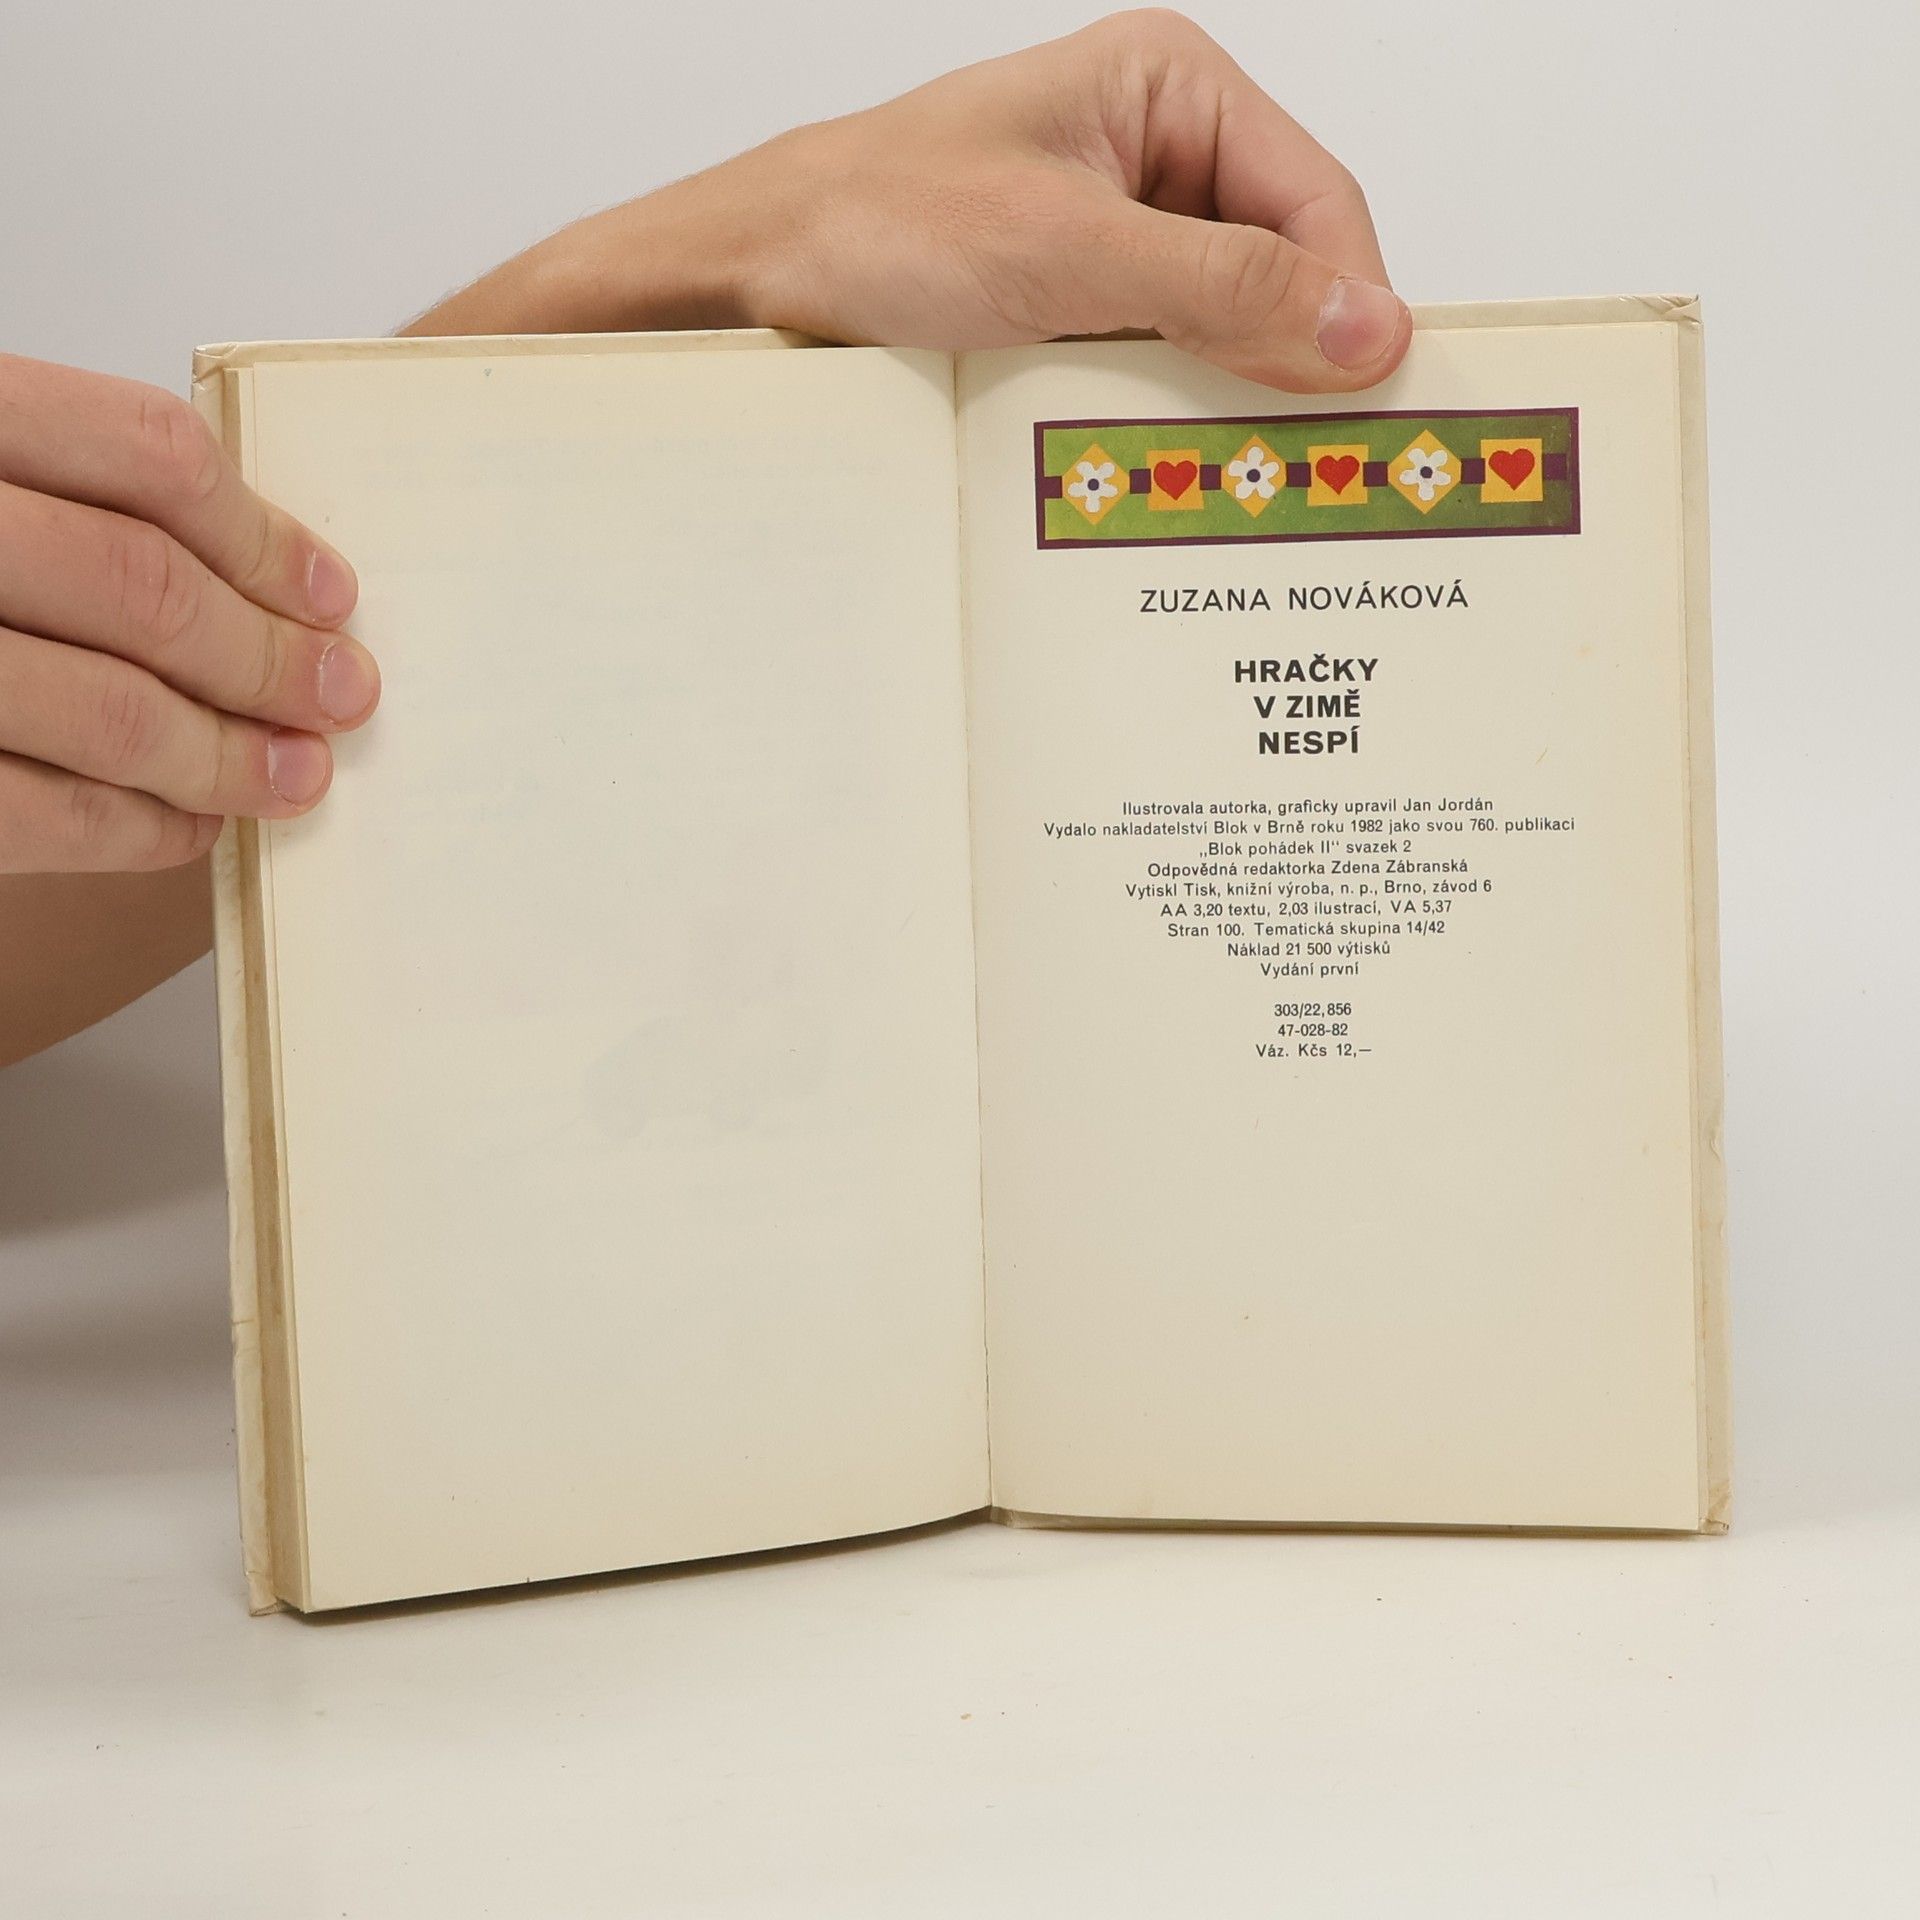 ZUZANA NOVÁKOVÁ
HRAČKY
V ZIMĚ
NESPÍ
Ilustrovala autorka, graficky upravil Jan Jordán
Vydalo nakladatelství Blok v Brně roku 1982 jako svou 760. publikaci
„Blok pohádek II“ svazek 2
Odpovědná redaktorka Zdena Zábranská
Vytiskl Tisk, knižní výroba, n. p., Brno, závod 6
AA 3,20 textu, 2,03 ilustrací, VA 5,37
Stran 100. Tematická skupina 14/42
Náklad 21 500 výtisků
Vydání první
303/22,856
47-028-82
Váz. Kčs 12,—